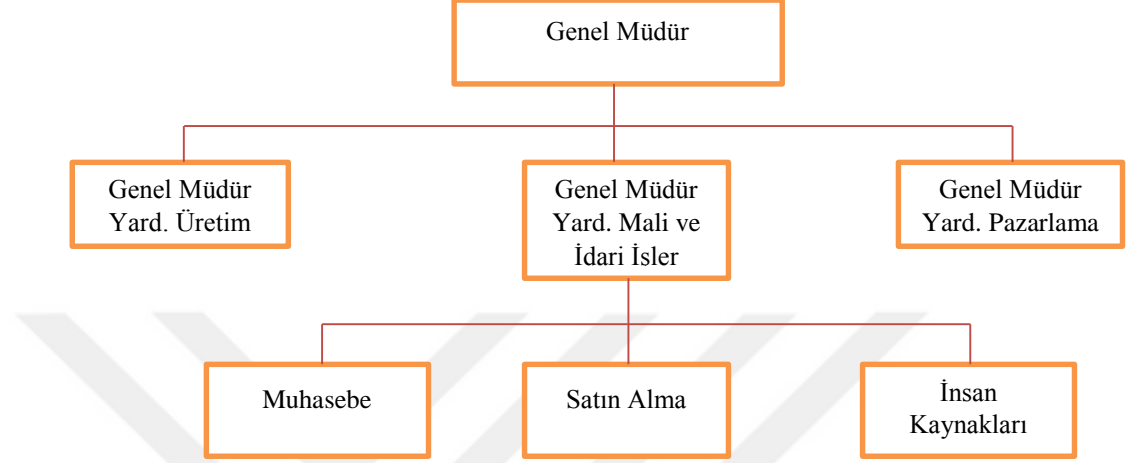 Genel Müdür
Genel Müdür
Yard. Üretim
Genel Müdür
Yard. Mali ve
İdari İsler
Genel Müdür
Yard. Pazarlama
Muhasebe
Satın Alma
İnsan
Kaynakları